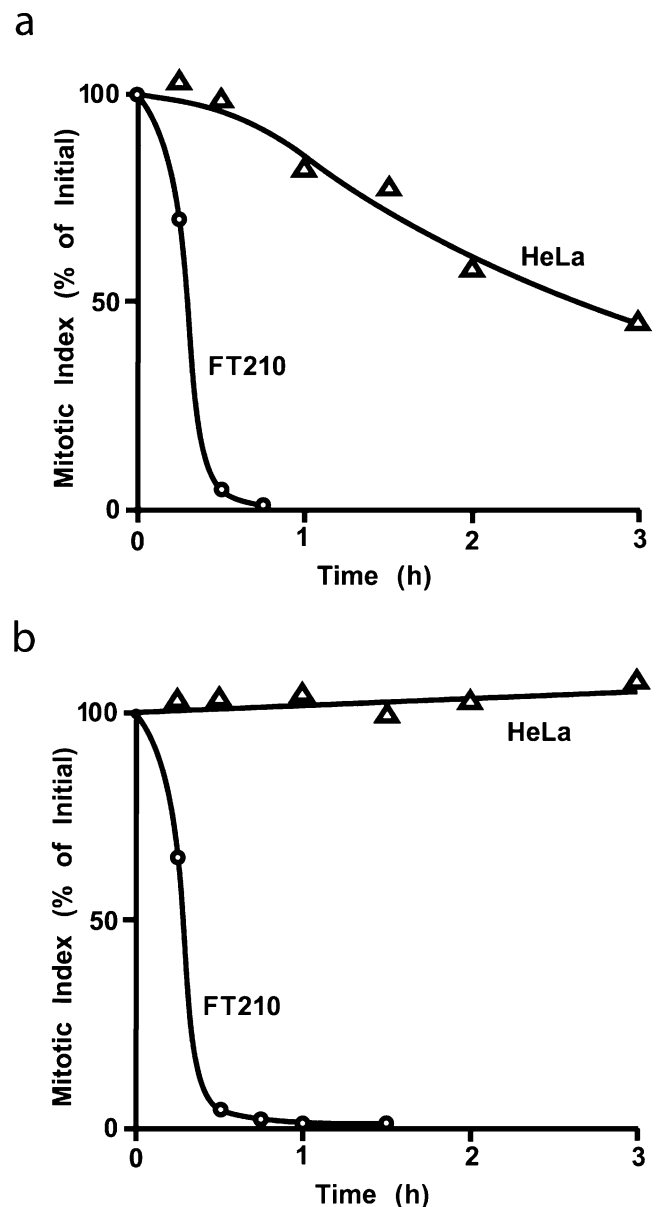 a
100
50
0
Mitotic Index (% of Initial)
HeLa
FT210
0 1 2 3
Time (h)
b
100
50
0
Mitotic Index (% of Initial)
HeLa
FT210
0 1 2 3
Time (h)